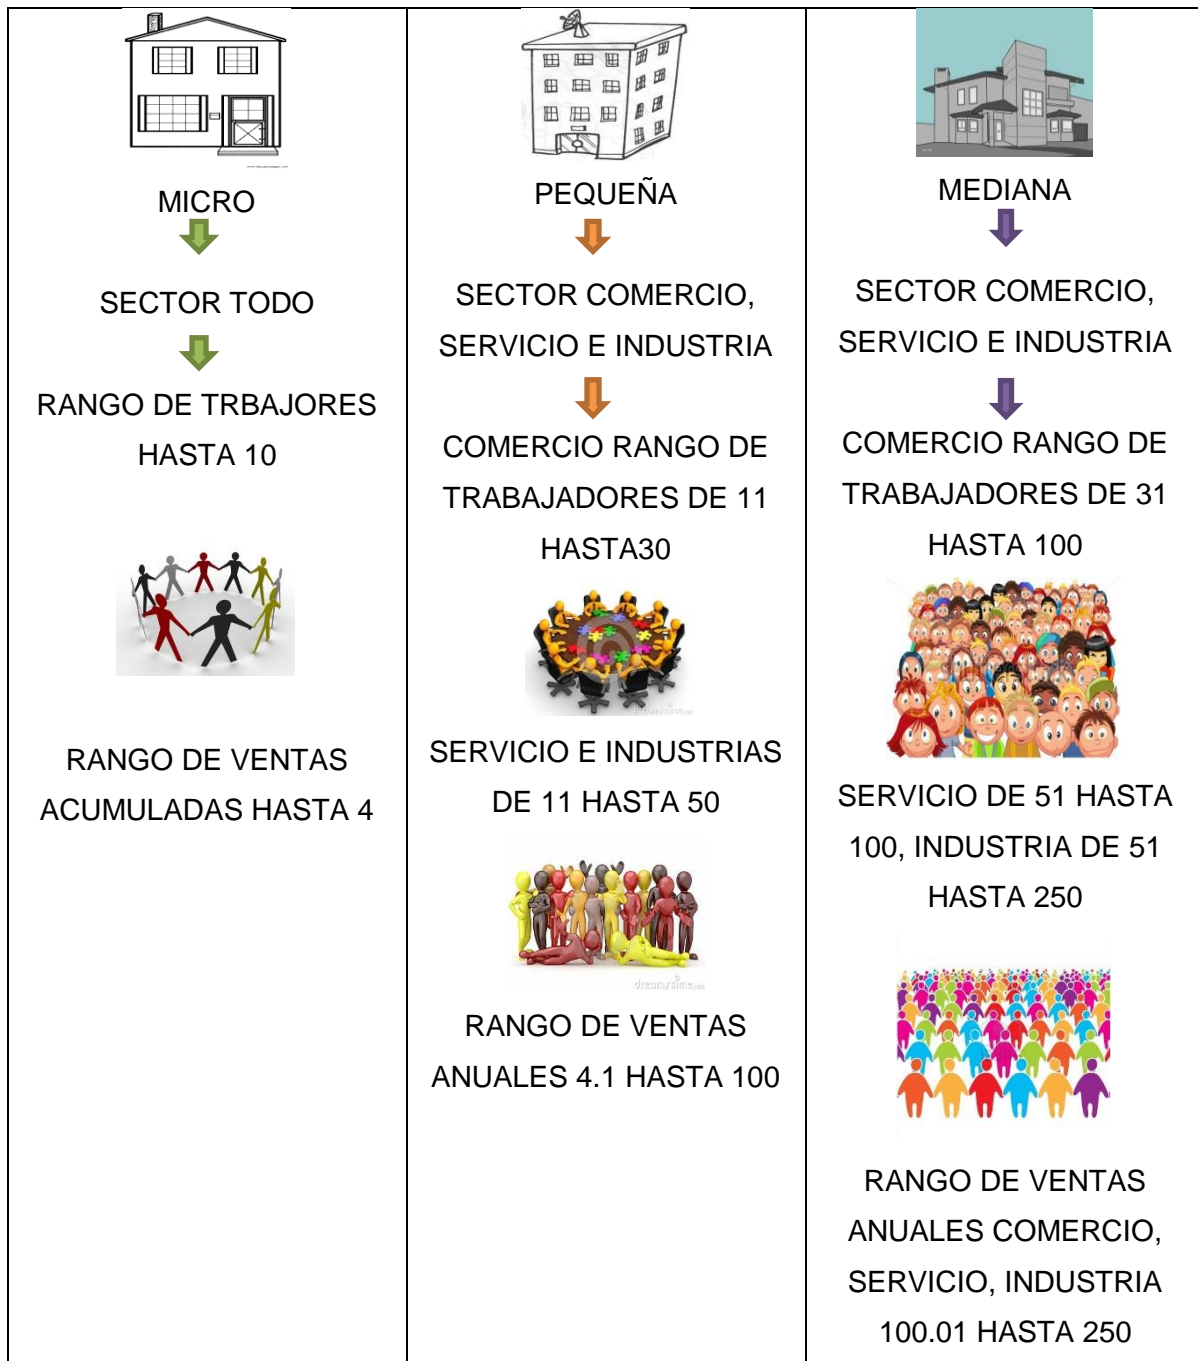 MICRO
SECTOR TODO
RANGO DE TRBAJORES
HASTA 10
RANGO DE VENTAS
ACUMULADAS HASTA 4
PEQUEÑA
SECTOR COMERCIO,
SERVICIO E INDUSTRIA
COMERCIO RANGO DE
TRABAJADORES DE 11
HASTA30
SERVICIO E INDUSTRIAS
DE 11 HASTA 50
dreamstime.com
RANGO DE VENTAS
ANUALES 4.1 HASTA 100
MEDIANA
SECTOR COMERCIO,
SERVICIO E INDUSTRIA
COMERCIO RANGO DE
TRABAJADORES DE 31
HASTA 100
SERVICIO DE 51 HASTA
100, INDUSTRIA DE 51
HASTA 250
RANGO DE VENTAS
ANUALES COMERCIO,
SERVICIO, INDUSTRIA
100.01 HASTA 250